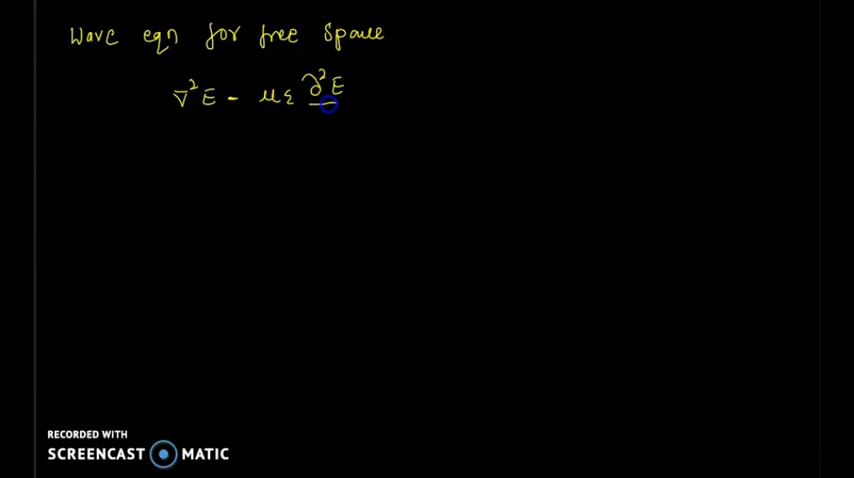 Wave eqn for free space
∇²E - με ∂²E
RECORDED WITH
SCREENCAST MATIC